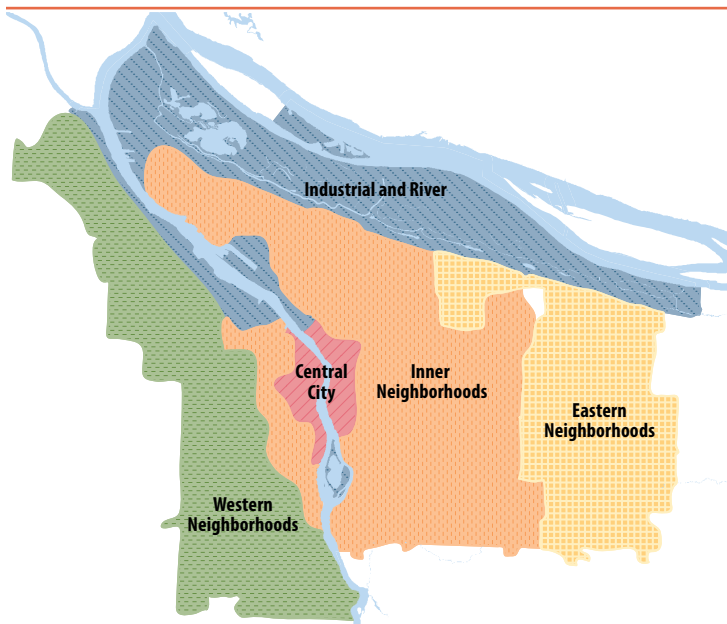 Industrial and River
Central
City
Inner
Neighborhoods
Eastern
Neighborhoods
Western
Neighborhoods